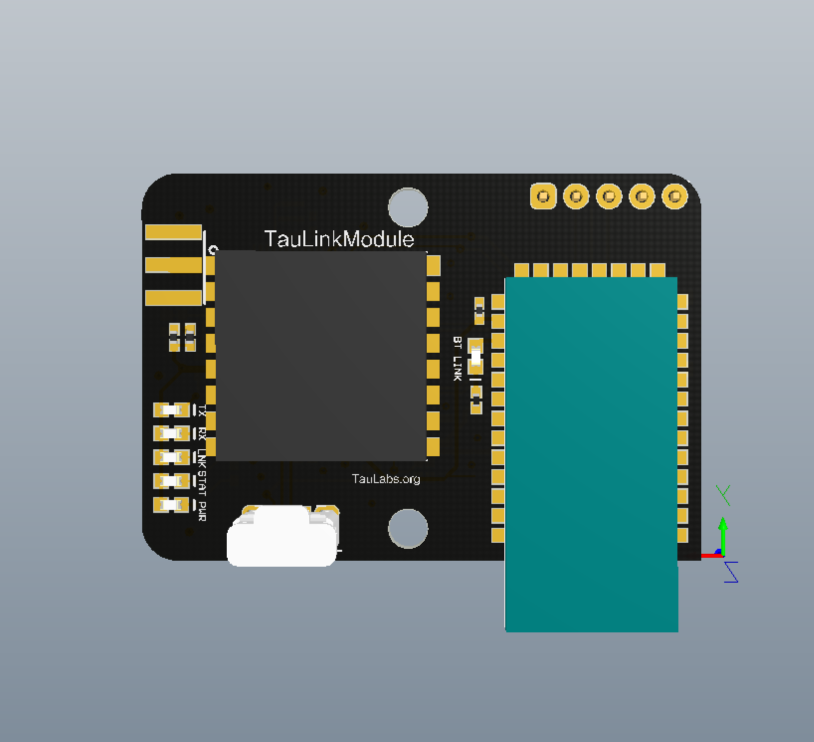 TauLinkModule
BT LINK
TX
RX
LNK
STAT
PWR
TauLabs.org
Y
Z